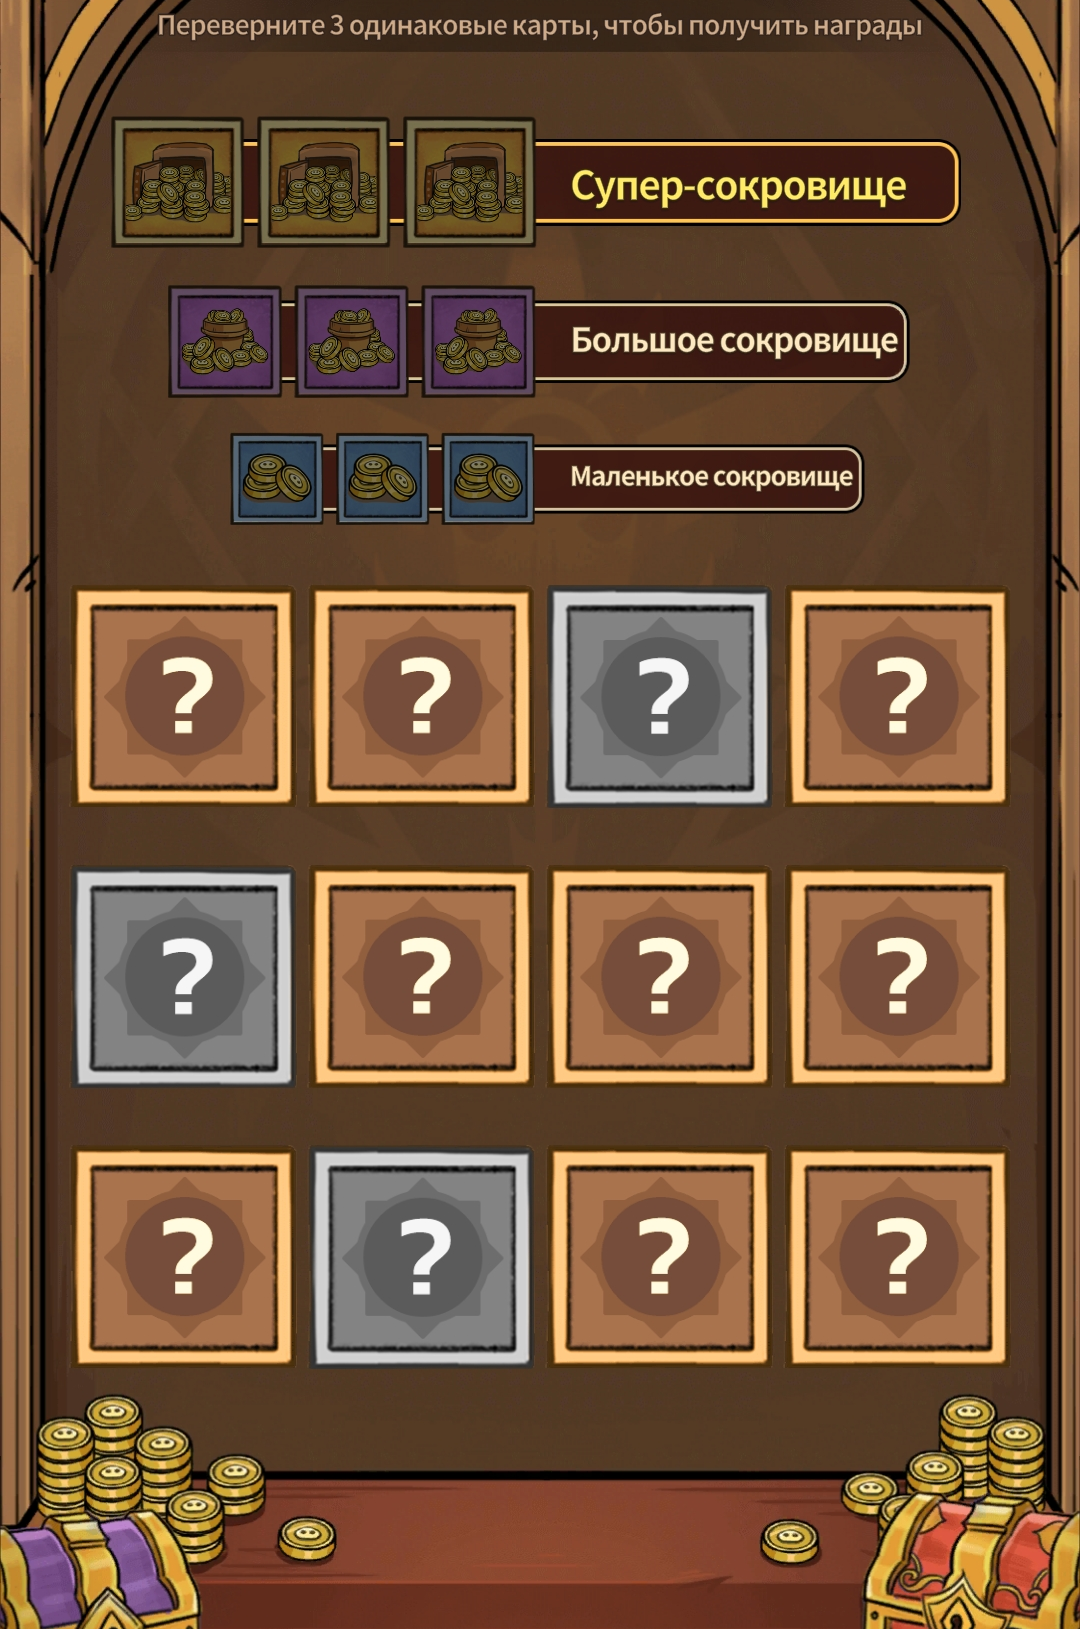 Переверните 3 одинаковые карты, чтобы получить награды
Супер-сокровище
Большое сокровище
Маленькое сокровище
? ? ? ?
? ? ? ?
? ? ? ?